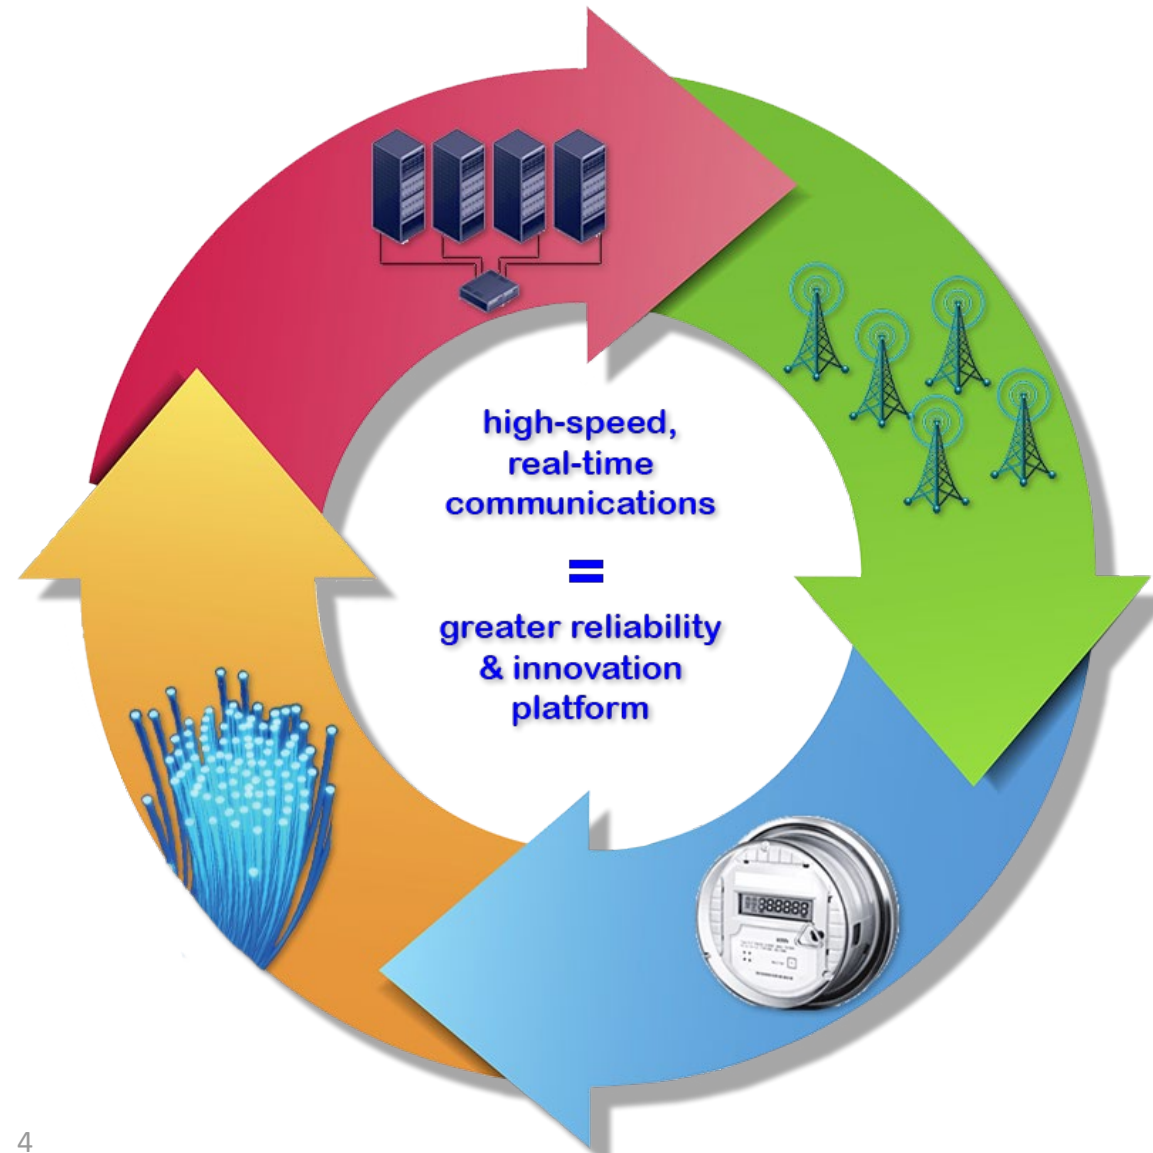 high-speed,
real-time
communications
=
greater reliability
& innovation
platform
4